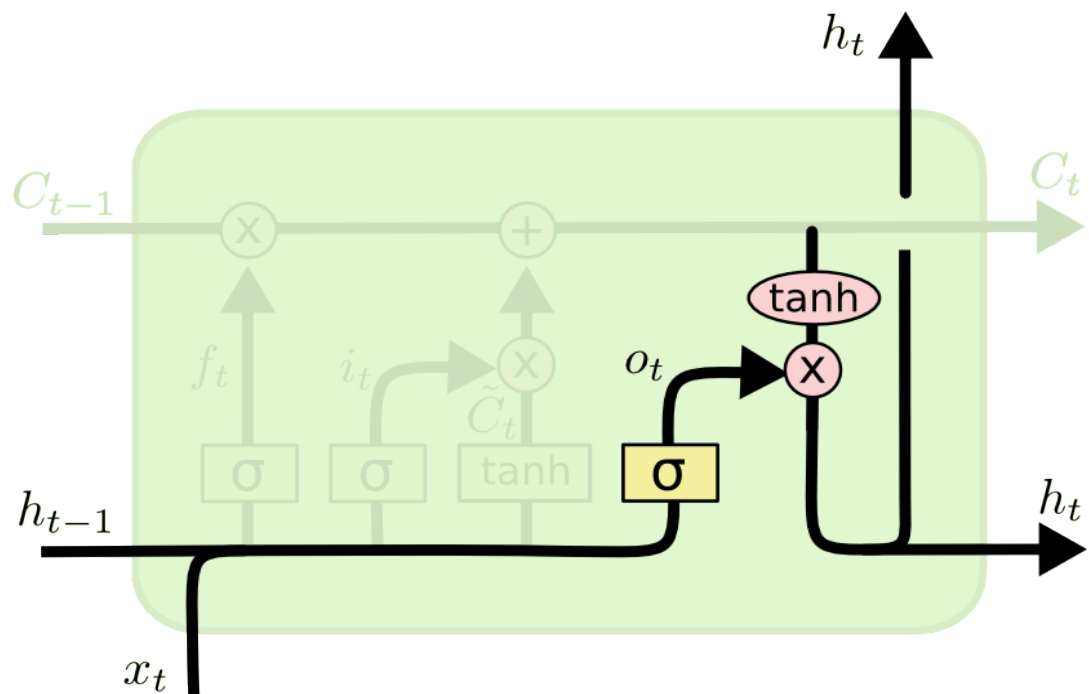 h_t
C_{t-1}
C_t
x
+
tanh
f_t
i_t
x
o_t
x
C̃_t
σ
σ
tanh
σ
h_{t-1}
h_t
x_t